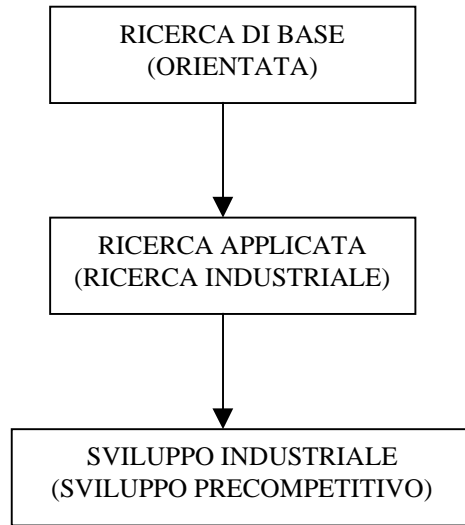 RICERCA DI BASE
(ORIENTATA)
RICERCA APPLICATA
(RICERCA INDUSTRIALE)
SVILUPPO INDUSTRIALE
(SVILUPPO PRECOMPETITIVO)